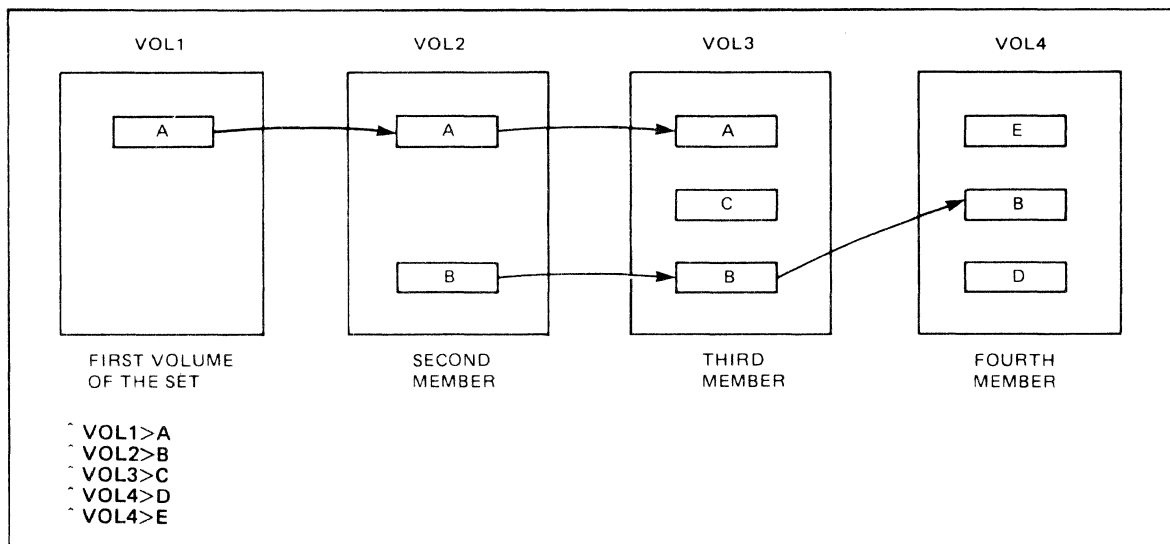 VOL1 VOL2 VOL3 VOL4
A A A E
C B
B B D
FIRST VOLUME OF THE SET
SECOND MEMBER
THIRD MEMBER
FOURTH MEMBER
^ VOL1>A
^ VOL2>B
^ VOL3>C
^ VOL4>D
^ VOL4>E